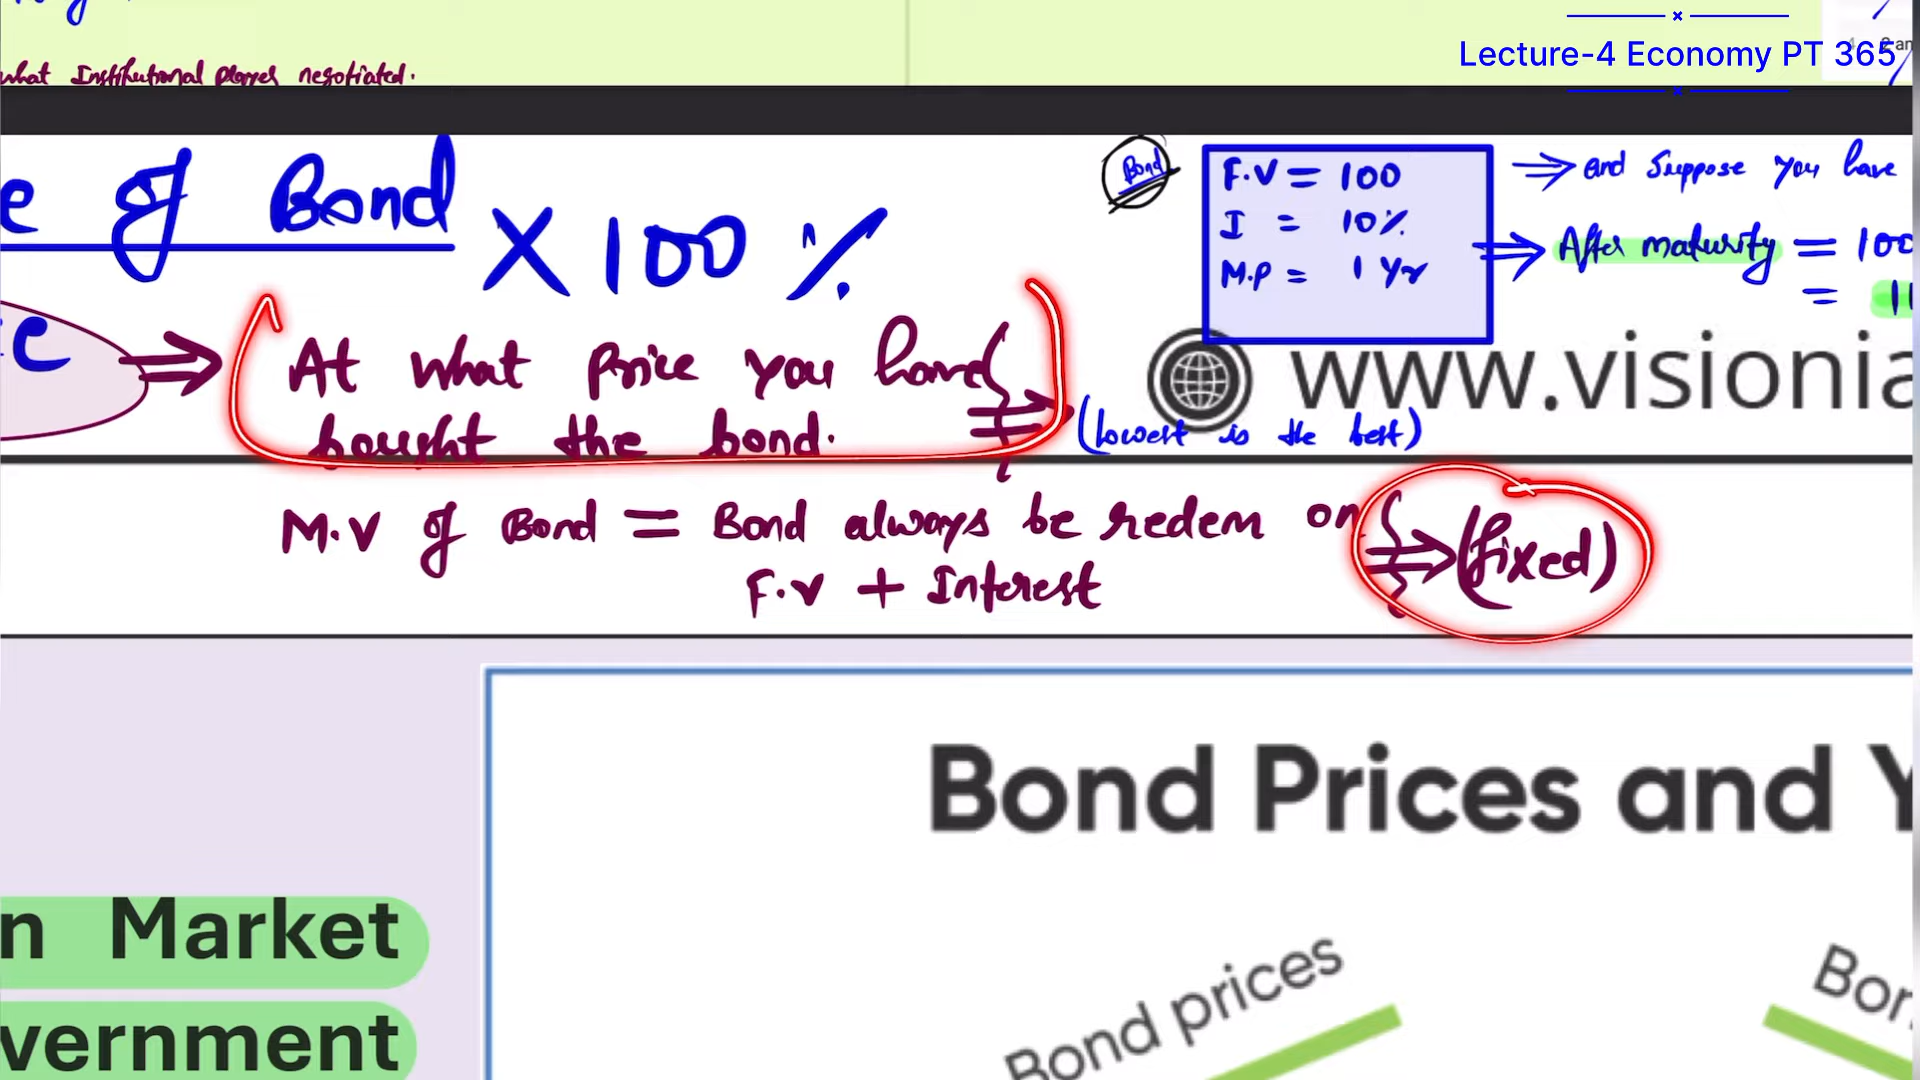 what Institutional players negotiated.
Lecture-4 Economy PT 365
e of Bond × 100 %
At what price you have
bought the bond.
(lowest is the best)
Bond
F.V = 100
I = 10%
M.P = 1 Yr
and Suppose you have
After maturity = 100
= 11
www.visionia
M.V of Bond = Bond always be redem on
F.V + Interest
(fixed)
Bond Prices and Y
n Market
vernment
Bond prices
Bon